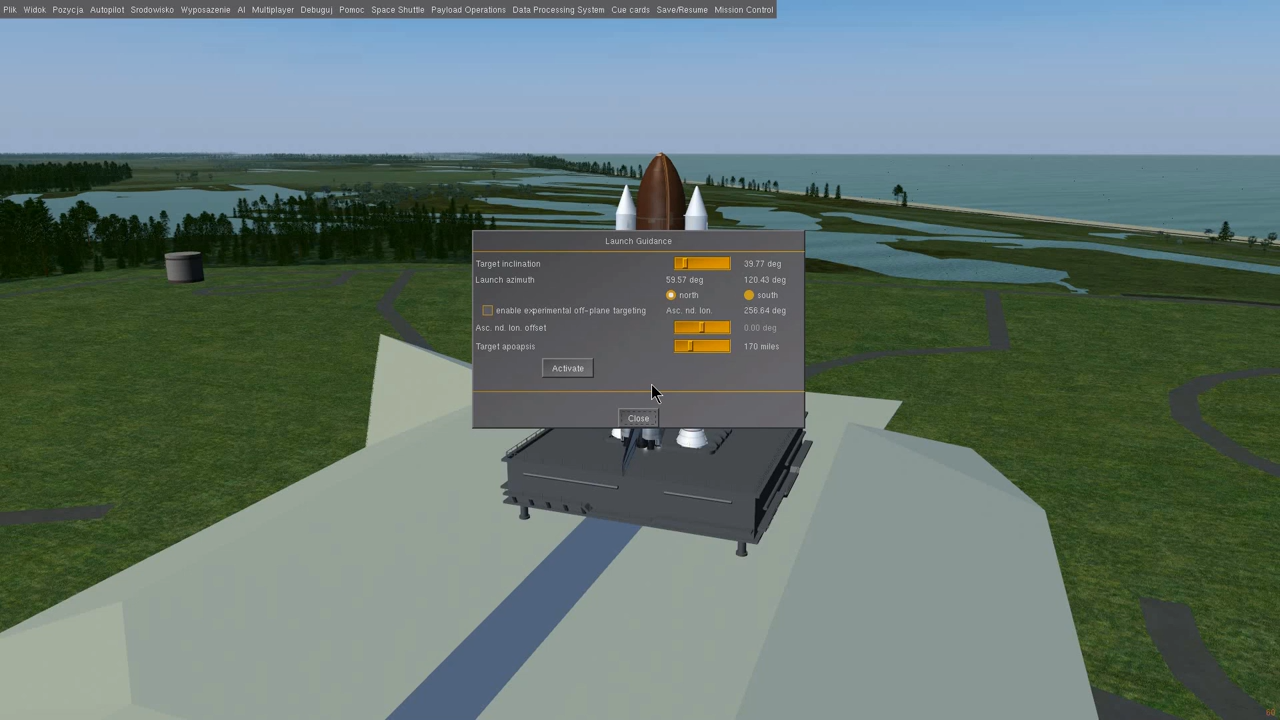 Plik Widok Pozycja Autopilot Srodowisko Wyposazenie AI Multiplayer Debuguj Pomoc Space Shuttle Payload Operations Data Processing System Cue cards Save/Resume Mission Control
Launch Guidance
Target inclination 39.77 deg
Launch azimuth 59.57 deg 120.43 deg
north south
enable experimental off-plane targeting Asc. nd. lon. 256.64 deg
Asc. nd. lon. offset 0.00 deg
Target apoapsis 170 miles
Activate
Close
60